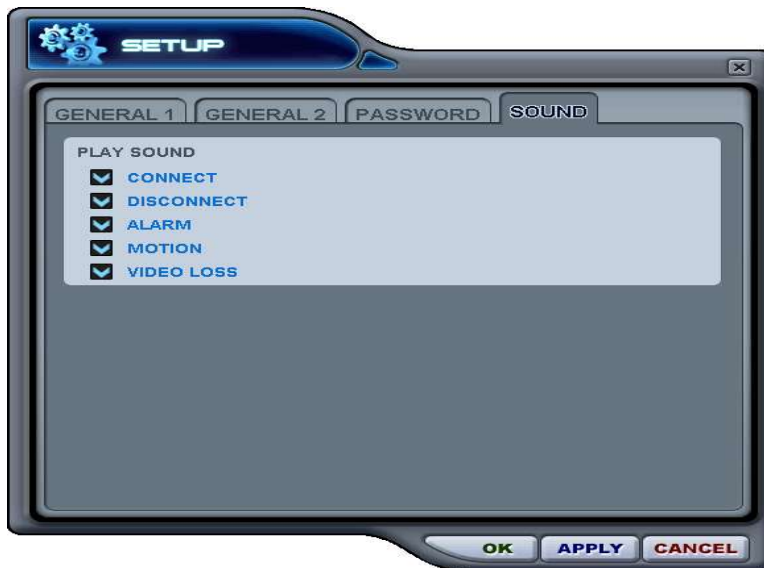 SETUP
GENERAL 1 GENERAL 2 PASSWORD SOUND
PLAY SOUND
CONNECT
DISCONNECT
ALARM
MOTION
VIDEO LOSS
OK APPLY CANCEL